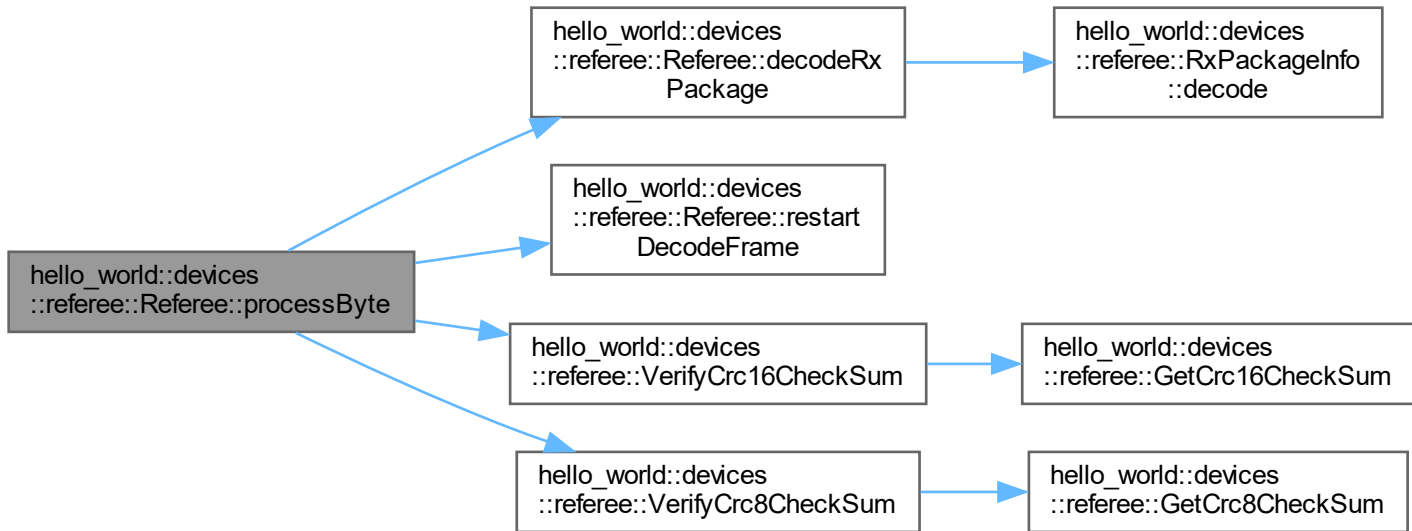 hello_world::devices
::referee::Referee::processByte
hello_world::devices
::referee::Referee::decodeRx
Package
hello_world::devices
::referee::RxPackageInfo
::decode
hello_world::devices
::referee::Referee::restart
DecodeFrame
hello_world::devices
::referee::VerifyCrc16CheckSum
hello_world::devices
::referee::GetCrc16CheckSum
hello_world::devices
::referee::VerifyCrc8CheckSum
hello_world::devices
::referee::GetCrc8CheckSum